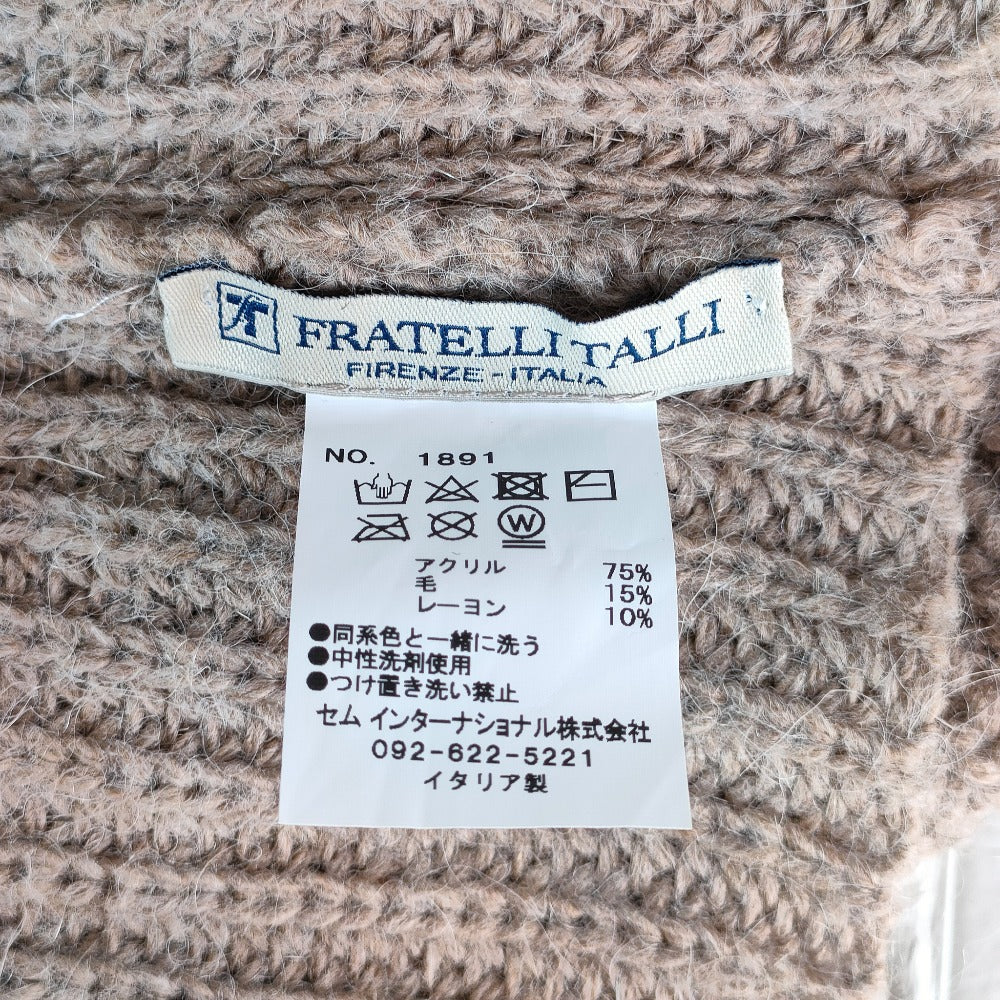 FRATELLI TALLI
FIRENZE - ITALIA
NO. 1891
W
アクリル 75%
毛 15%
レーヨン 10%
●同系色と一緒に洗う
●中性洗剤使用
●つけ置き洗い禁止
セム インターナショナル株式会社
092-622-5221
イタリア製